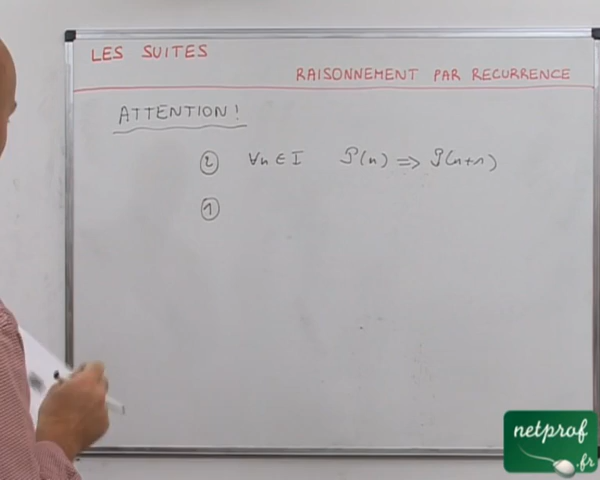 LES SUITES
RAISONNEMENT PAR RECURRENCE
ATTENTION !
② ∀n ∈ I P(n) ⇒ P(n+1)
①
netprof
.fr